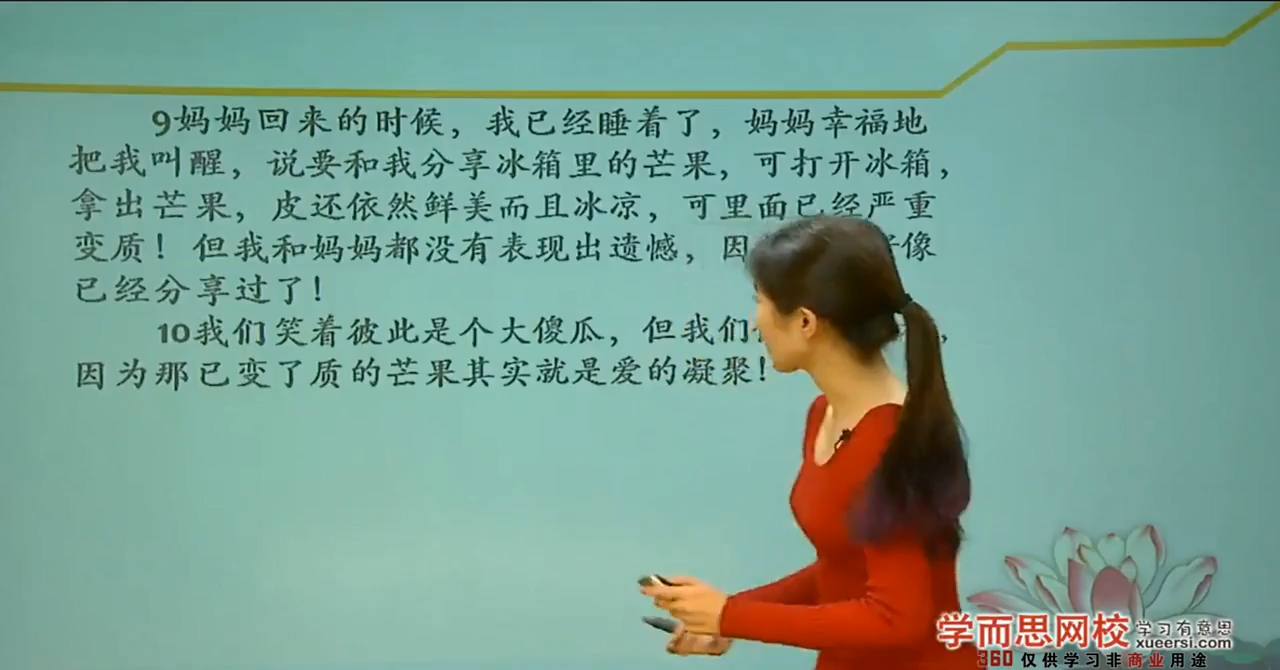 9妈妈回来的时候，我已经睡着了，妈妈幸福地
把我叫醒，说要和我分享冰箱里的芒果，可打开冰箱，
拿出芒果，皮还依然鲜美而且冰凉，可里面已经严重
变质！但我和妈妈都没有表现出遗憾，因 像
已经分享过了！
10我们笑着彼此是个大傻瓜，但我们 ，
因为那已变了质的芒果其实就是爱的凝聚！
学而思网校 学习有意思
xueersi.com
360 仅供学习非商业用途